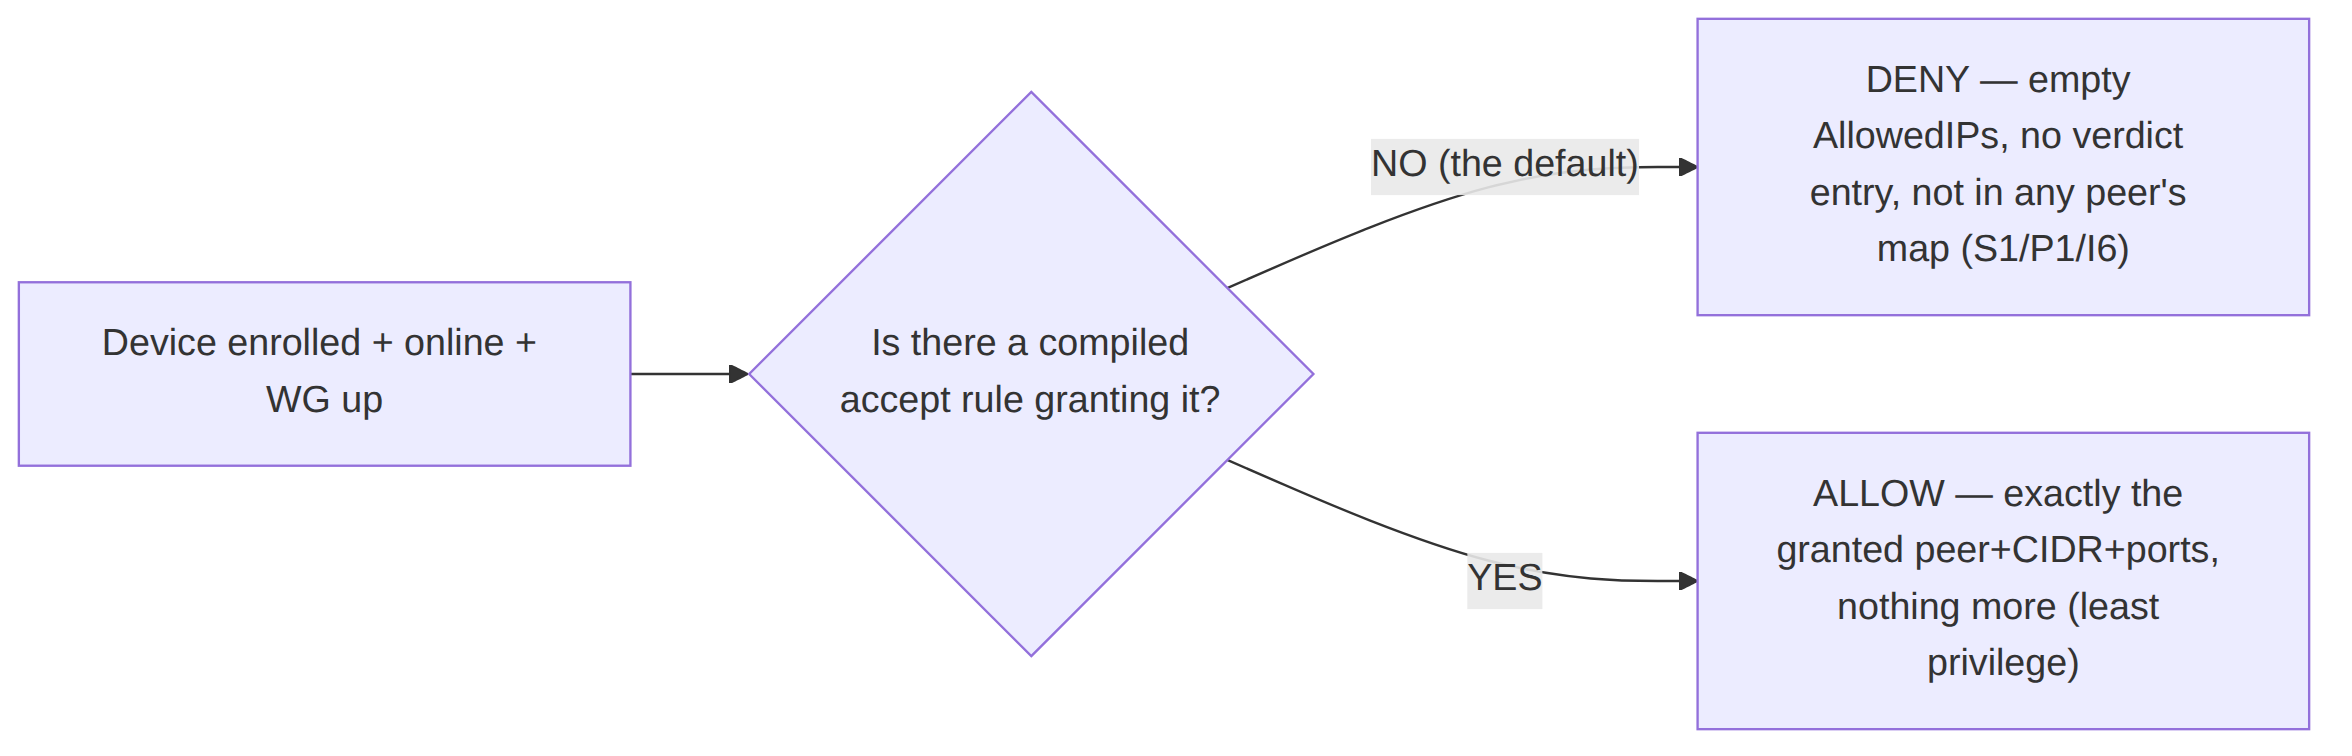 Device enrolled + online +
WG up
Is there a compiled
accept rule granting it?
NO (the default)
YES
DENY — empty
AllowedIPs, no verdict
entry, not in any peer's
map (S1/P1/I6)
ALLOW — exactly the
granted peer+CIDR+ports,
nothing more (least
privilege)